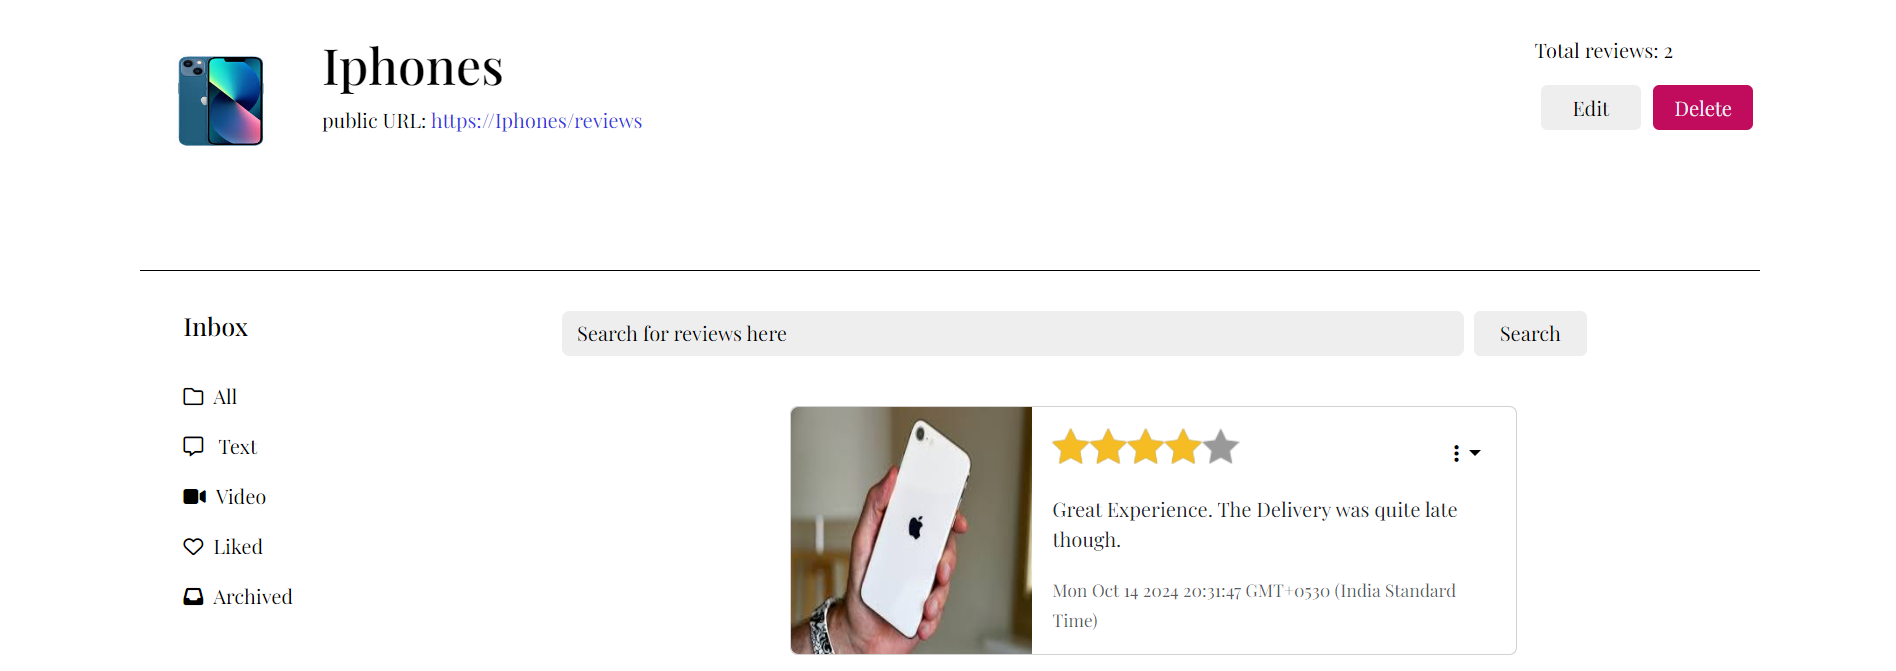 Iphones
public URL: https://Iphones/reviews
Total reviews: 2
Edit
Delete
Inbox
All
Text
Video
Liked
Archived
Search for reviews here
Search
Great Experience. The Delivery was quite late
though.
Mon Oct 14 2024 20:31:47 GMT+0530 (India Standard
Time)